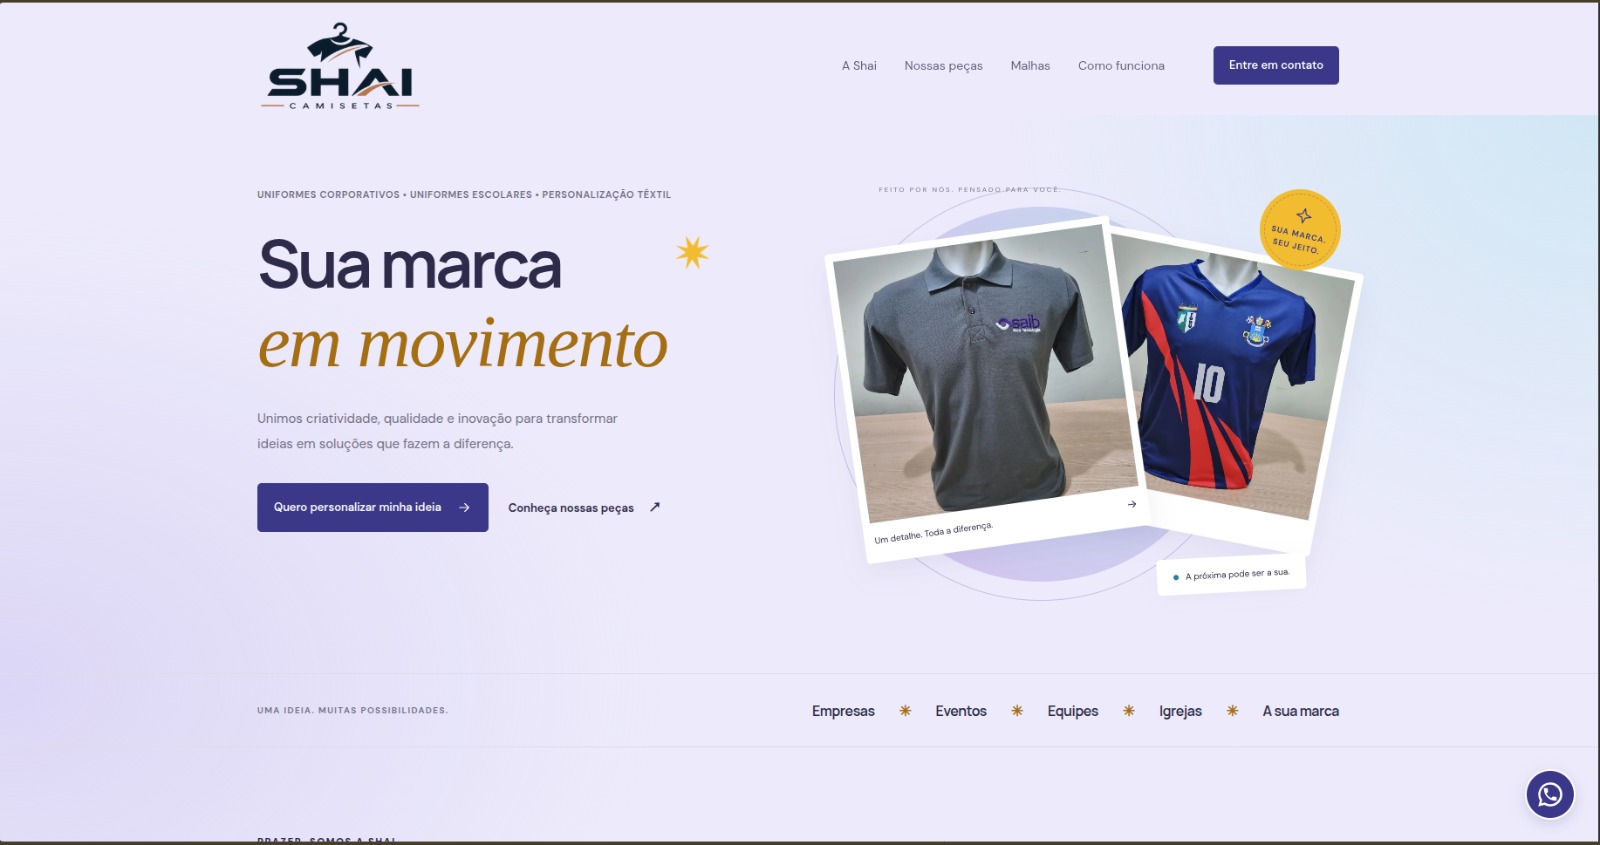 SHAI
CAMISETAS
A Shai
Nossas peças
Malhas
Como funciona
Entre em contato
UNIFORMES CORPORATIVOS • UNIFORMES ESCOLARES • PERSONALIZAÇÃO TÊXTIL
Sua marca
em movimento
Unimos criatividade, qualidade e inovação para transformar
ideias em soluções que fazem a diferença.
Quero personalizar minha ideia →
Conheça nossas peças ↗
FEITO POR NÓS. PENSADO PARA VOCÊ.
SUA MARCA.
SEU JEITO.
saib
10
Um detalhe. Toda a diferença. →
A próxima pode ser a sua.
UMA IDEIA. MUITAS POSSIBILIDADES.
Empresas
Eventos
Equipes
Igrejas
A sua marca
PRAZER, SOMOS A SHAI